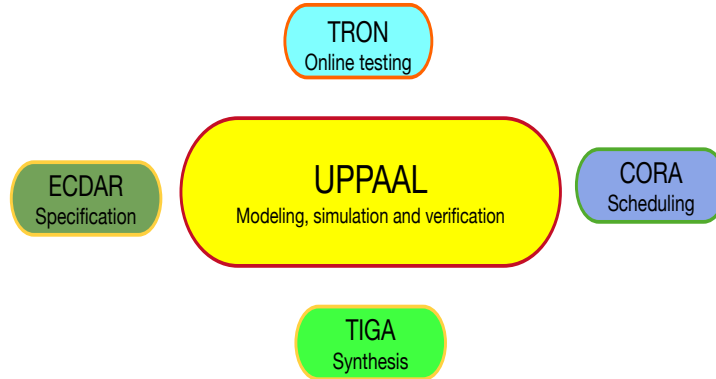 TRON
Online testing
ECDAR
Specification
UPPAAL
Modeling, simulation and verification
CORA
Scheduling
TIGA
Synthesis